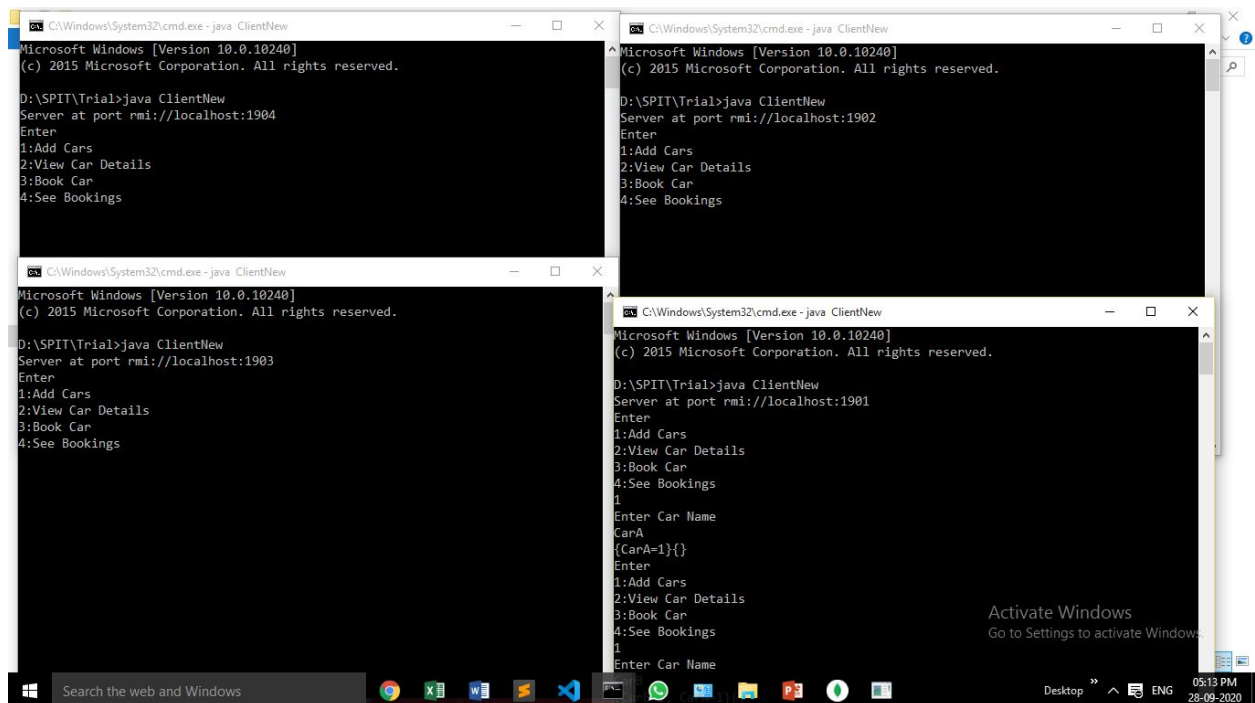 C:\Windows\System32\cmd.exe - java ClientNew
Microsoft Windows [Version 10.0.10240]
(c) 2015 Microsoft Corporation. All rights reserved.
D:\SPIT\Trial>java ClientNew
Server at port rmi://localhost:1904
Enter
1:Add Cars
2:View Car Details
3:Book Car
4:See Bookings
C:\Windows\System32\cmd.exe - java ClientNew
Microsoft Windows [Version 10.0.10240]
(c) 2015 Microsoft Corporation. All rights reserved.
D:\SPIT\Trial>java ClientNew
Server at port rmi://localhost:1902
Enter
1:Add Cars
2:View Car Details
3:Book Car
4:See Bookings
C:\Windows\System32\cmd.exe - java ClientNew
Microsoft Windows [Version 10.0.10240]
(c) 2015 Microsoft Corporation. All rights reserved.
D:\SPIT\Trial>java ClientNew
Server at port rmi://localhost:1903
Enter
1:Add Cars
2:View Car Details
3:Book Car
4:See Bookings
C:\Windows\System32\cmd.exe - java ClientNew
Microsoft Windows [Version 10.0.10240]
(c) 2015 Microsoft Corporation. All rights reserved.
D:\SPIT\Trial>java ClientNew
Server at port rmi://localhost:1901
Enter
1:Add Cars
2:View Car Details
3:Book Car
4:See Bookings
1
Enter Car Name
CarA
{CarA=1}{}
Enter
1:Add Cars
2:View Car Details
3:Book Car
4:See Bookings
1
Enter Car Name
Activate Windows
Go to Settings to activate Windows.
Search the web and Windows
Desktop
ENG
05:13 PM
28-09-2020